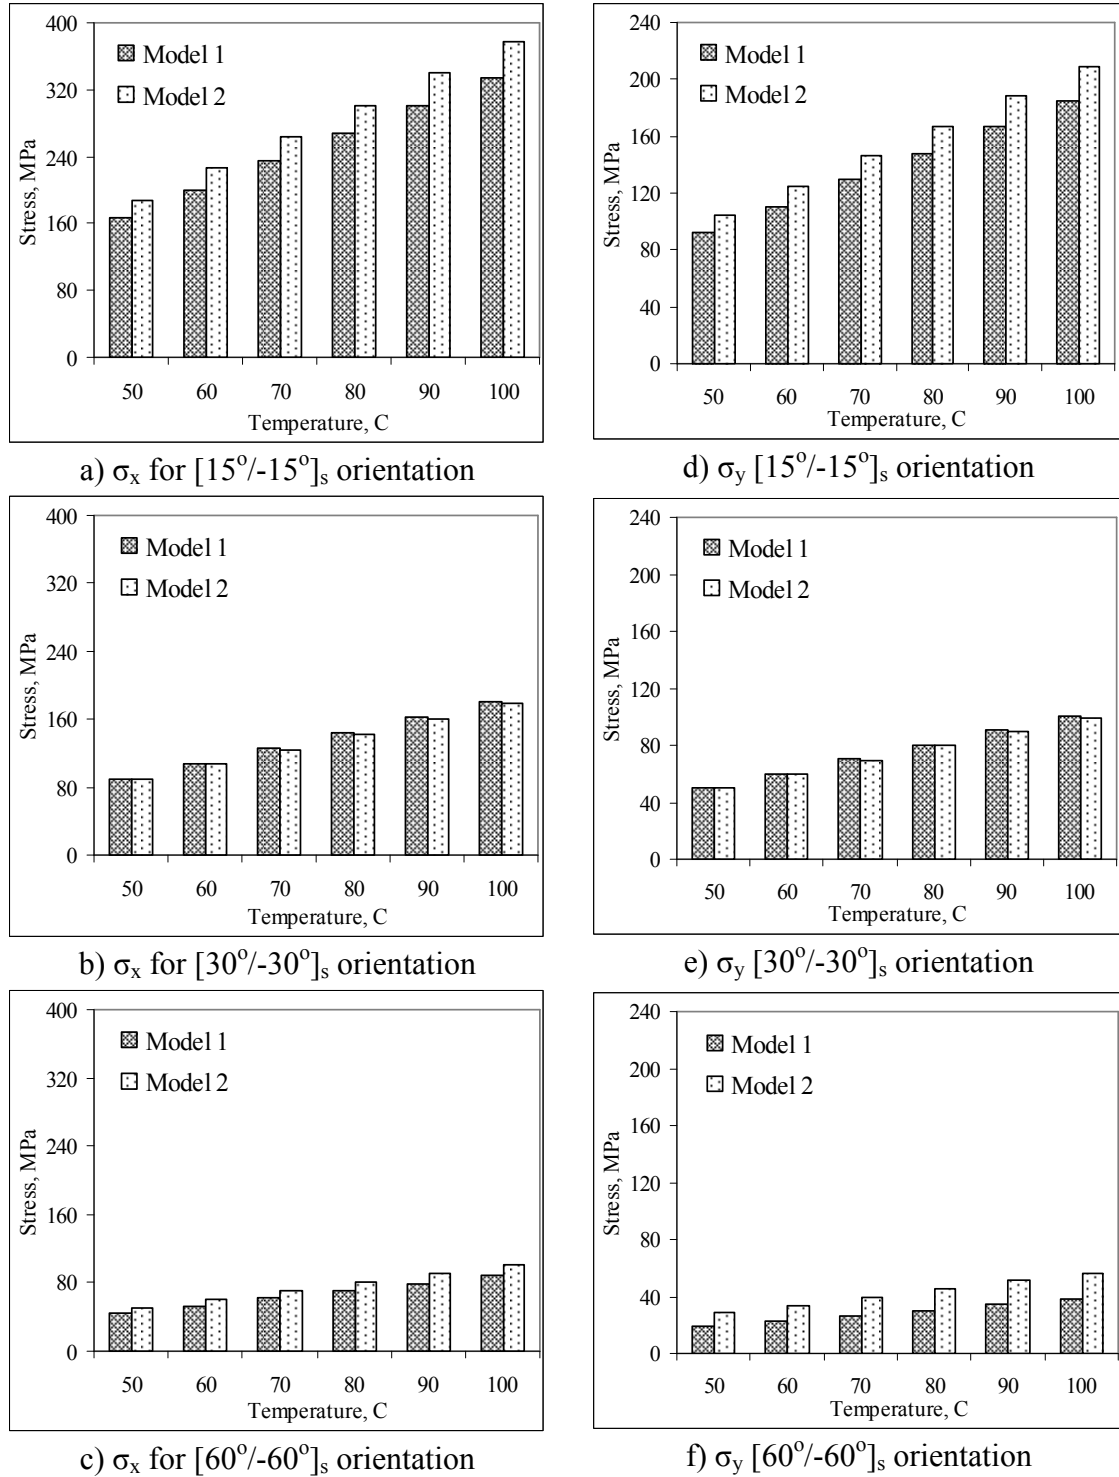 400
320
240
160
80
0
Stress, MPa
Model 1
Model 2
50 60 70 80 90 100
Temperature, C
a) σx for [15°/-15°]s orientation
240
200
160
120
80
40
0
Stress, MPa
Model 1
Model 2
50 60 70 80 90 100
Temperature, C
d) σy [15°/-15°]s orientation
400
320
240
160
80
0
Stress, MPa
Model 1
Model 2
50 60 70 80 90 100
Temperature, C
b) σx for [30°/-30°]s orientation
240
200
160
120
80
40
0
Stress, MPa
Model 1
Model 2
50 60 70 80 90 100
Temperature, C
e) σy [30°/-30°]s orientation
400
320
240
160
80
0
Stress, MPa
Model 1
Model 2
50 60 70 80 90 100
Temperature, C
c) σx for [60°/-60°]s orientation
240
200
160
120
80
40
0
Stress, MPa
Model 1
Model 2
50 60 70 80 90 100
Temperature, C
f) σy [60°/-60°]s orientation